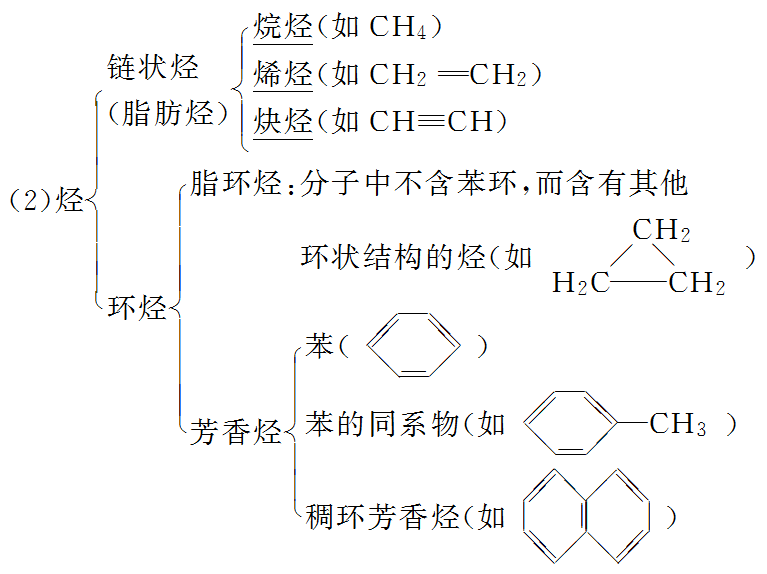 烷烃(如 CH4)
链状烃
(脂肪烃)
烯烃(如 CH2=CH2)
炔烃(如 CH≡CH)
(2)烃
脂环烃:分子中不含苯环,而含有其他
环状结构的烃(如 CH2 H2C—CH2 )
环烃
苯( )
芳香烃
苯的同系物(如 —CH3 )
稠环芳香烃(如 )